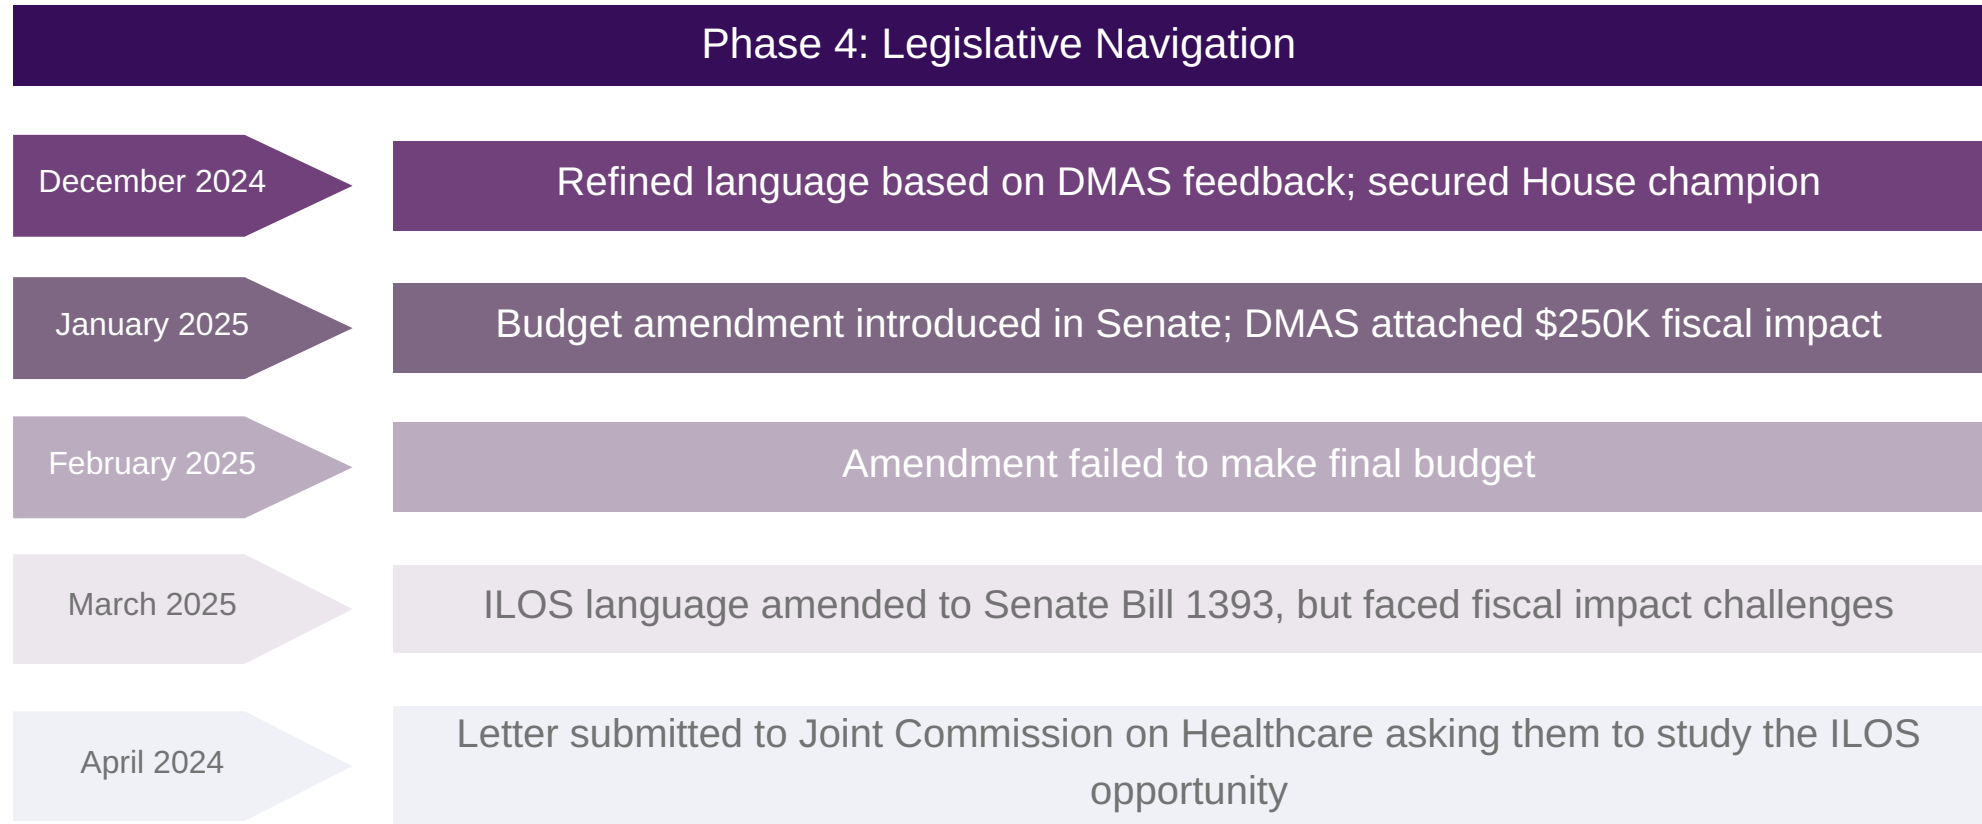 Phase 4: Legislative Navigation
December 2024
Refined language based on DMAS feedback; secured House champion
January 2025
Budget amendment introduced in Senate; DMAS attached $250K fiscal impact
February 2025
Amendment failed to make final budget
March 2025
ILOS language amended to Senate Bill 1393, but faced fiscal impact challenges
April 2024
Letter submitted to Joint Commission on Healthcare asking them to study the ILOS
opportunity